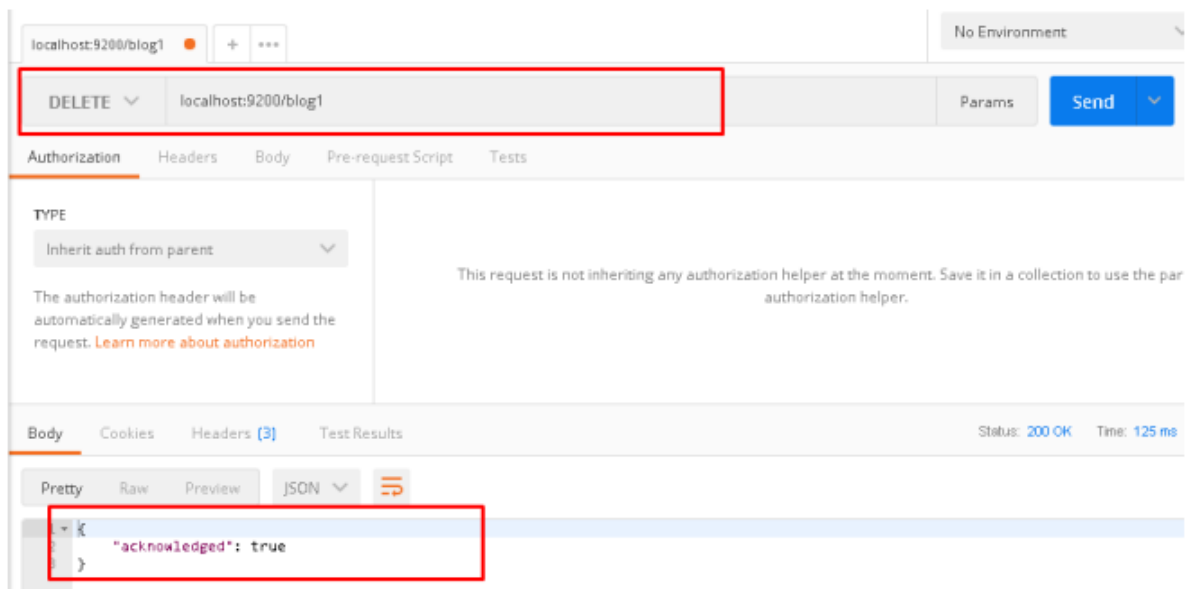 localhost:9200/blog1
+
•••
No Environment
DELETE
localhost:9200/blog1
Params
Send
Authorization
Headers
Body
Pre-request Script
Tests
TYPE
Inherit auth from parent
The authorization header will be
automatically generated when you send the
request. Learn more about authorization
This request is not inheriting any authorization helper at the moment. Save it in a collection to use the par
authorization helper.
Body
Cookies
Headers (3)
Test Results
Status: 200 OK
Time: 125 ms
Pretty
Raw
Preview
JSON
1 {
2 "acknowledged": true
3 }